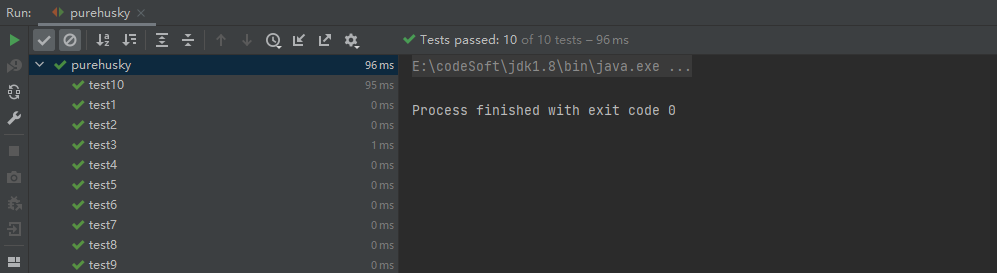 Run: purehusky
Tests passed: 10 of 10 tests – 96 ms
purehusky 96 ms
test10 95 ms
test1 0 ms
test2 0 ms
test3 1 ms
test4 0 ms
test5 0 ms
test6 0 ms
test7 0 ms
test8 0 ms
test9 0 ms
E:\codeSoft\jdk1.8\bin\java.exe ...
Process finished with exit code 0